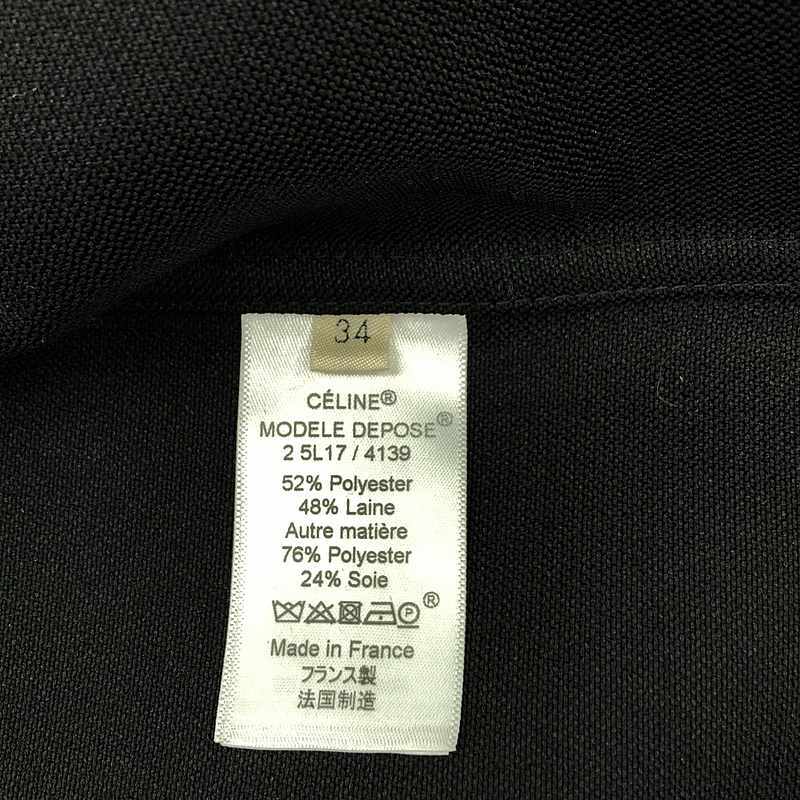 34
CÉLINE®
MODELE DEPOSE®
2 5L17 / 4139
52% Polyester
48% Laine
Autre matière
76% Polyester
24% Soie
P ®
Made in France
フランス製
法国制造